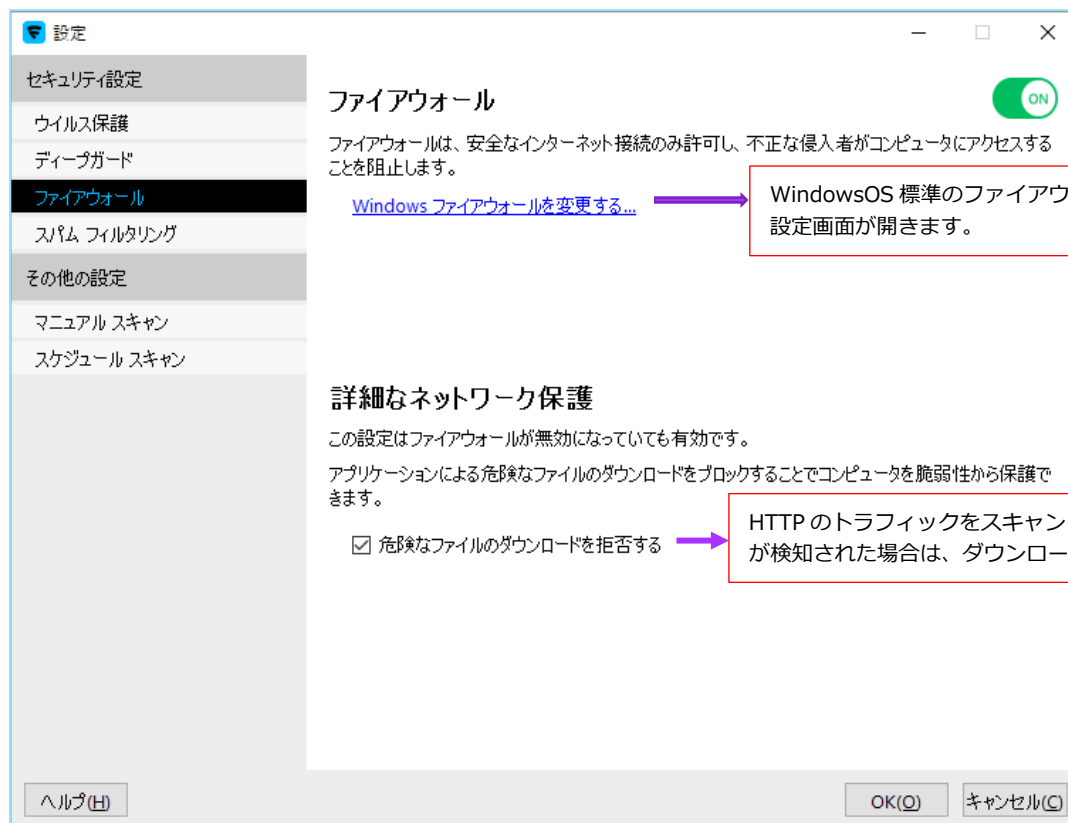 設定
セキュリティ設定
ウイルス保護
ディープガード
ファイアウォール
スパム フィルタリング
その他の設定
マニュアル スキャン
スケジュール スキャン
ファイアウォール
ON
ファイアウォールは、安全なインターネット接続のみ許可し、不正な侵入者がコンピュータにアクセスする
ことを阻止します。
Windows ファイアウォールを変更する...
WindowsOS 標準のファイアウ
設定画面が開きます。
詳細なネットワーク保護
この設定はファイアウォールが無効になっていても有効です。
アプリケーションによる危険なファイルのダウンロードをブロックすることでコンピュータを脆弱性から保護で
きます。
危険なファイルのダウンロードを拒否する
HTTP のトラフィックをスキャン
が検知された場合は、ダウンロー
ヘルプ(H)
OK(O)
キャンセル(C)